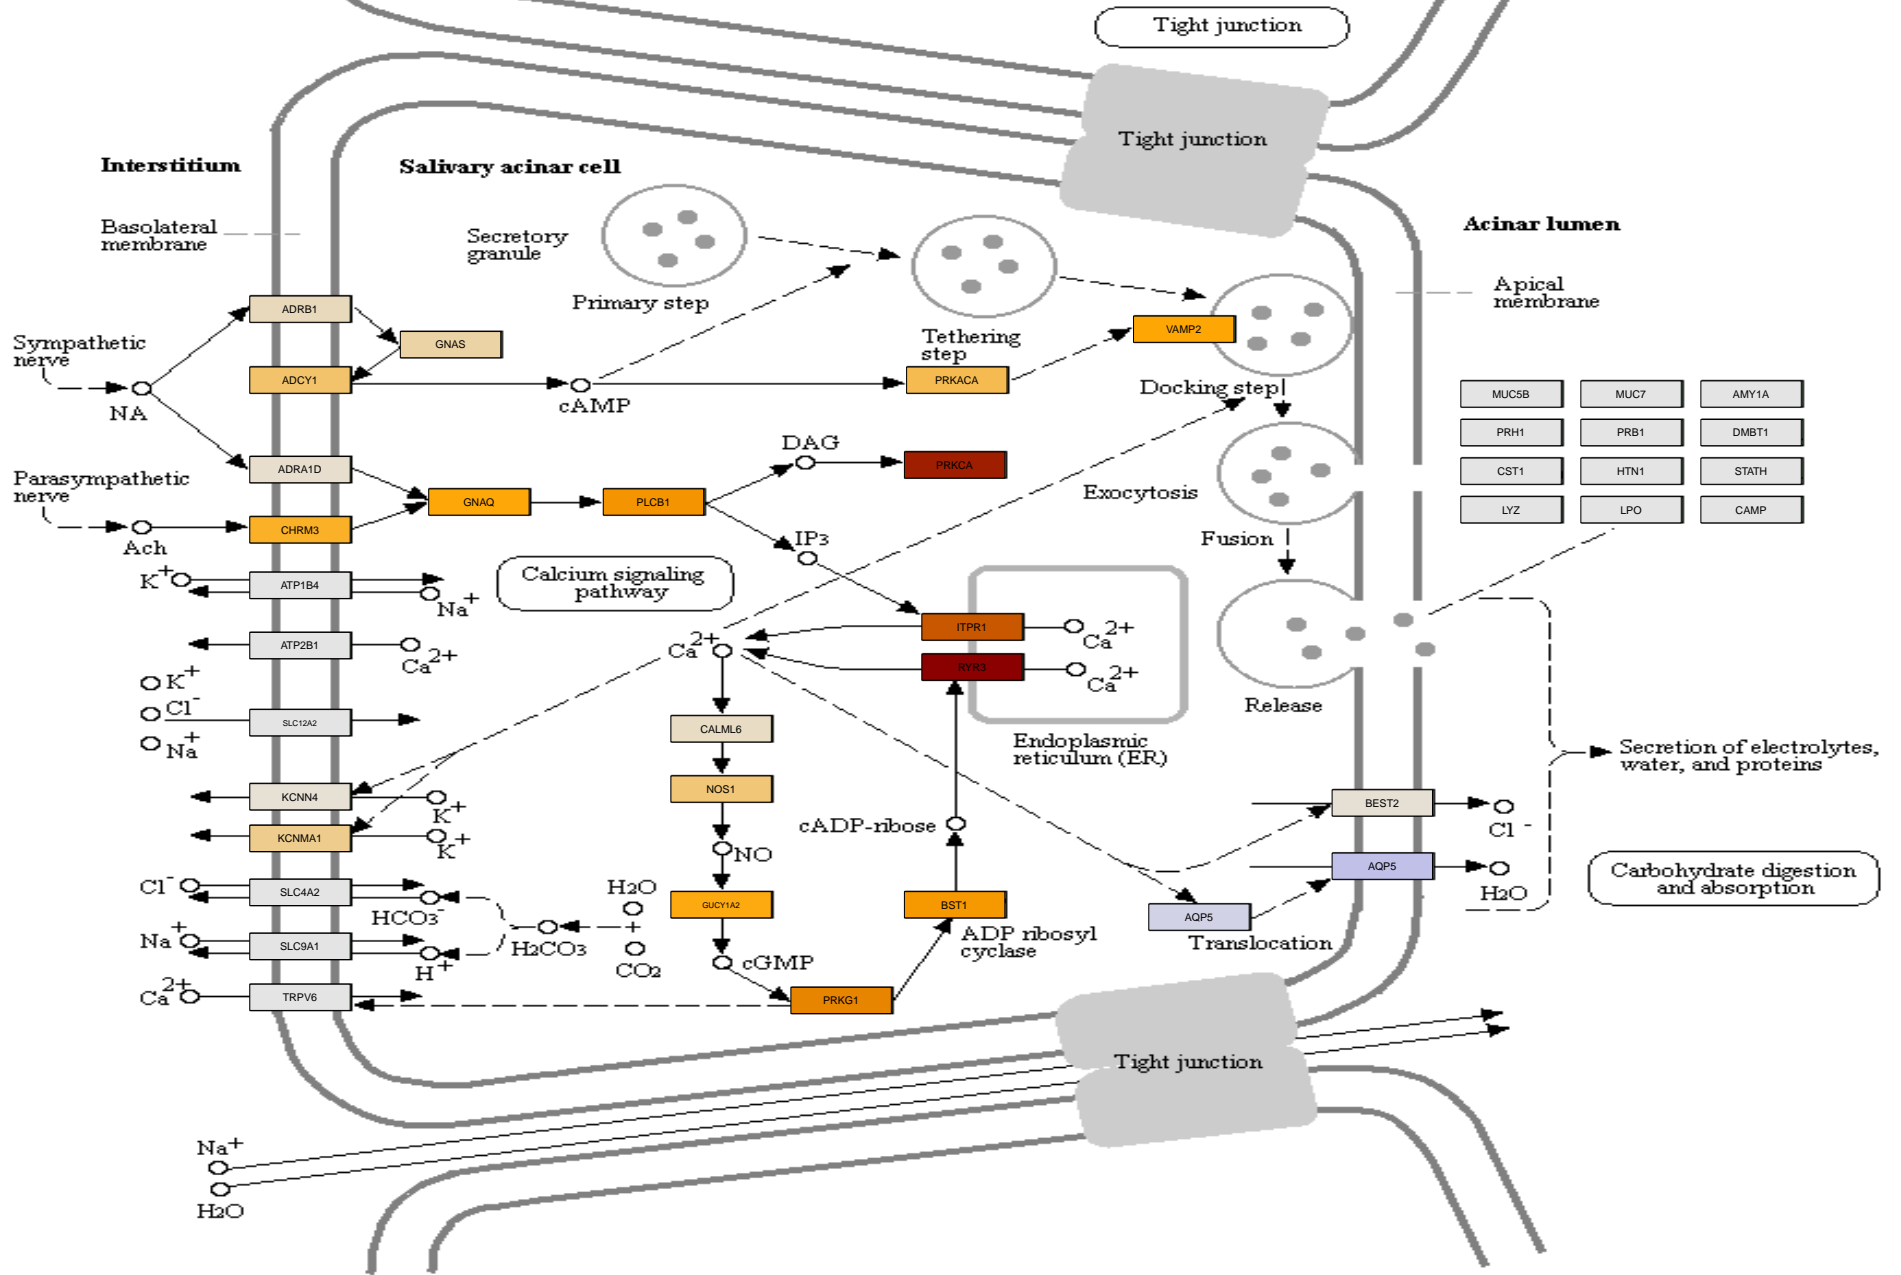 Tight junction
Tight junction
Interstitium
Salivary acinar cell
Basolateral
membrane
Secretory
granule
Acinar lumen
Apical
membrane
Primary step
ADRB1
GNAS
Sympathetic
nerve
ADCY1
NA
cAMP
Tethering
step
PRKACA
VAMP2
Docking step
MUC5B
MUC7
AMY1A
PRH1
PRB1
DMBT1
CST1
HTN1
STATH
LYZ
LPO
CAMP
DAG
PRKCA
ADRA1D
Parasympathetic
nerve
GNAQ
PLCB1
Exocytosis
CHRM3
Ach
IP3
Fusion
K+
ATP1B4
Na+
Calcium signaling
pathway
ATP2B1
Ca2+
Ca2+
ITPR1
Ca2+
RYR3
Ca2+
K+
Cl-
SLC12A2
Na+
Release
CALML6
Endoplasmic
reticulum (ER)
Secretion of electrolytes,
water, and proteins
KCNN4
K+
NOS1
KCNMA1
K+
cADP-ribose
BEST2
Cl -
NO
AQP5
H2O
Carbohydrate digestion
and absorption
Cl-
SLC4A2
HCO3-
H2O
+
CO2
H2CO3
GUCY1A2
BST1
ADP ribosyl
cyclase
AQP5
Translocation
Na+
SLC9A1
H+
cGMP
Ca2+
TRPV6
PRKG1
Tight junction
Na+
H2O